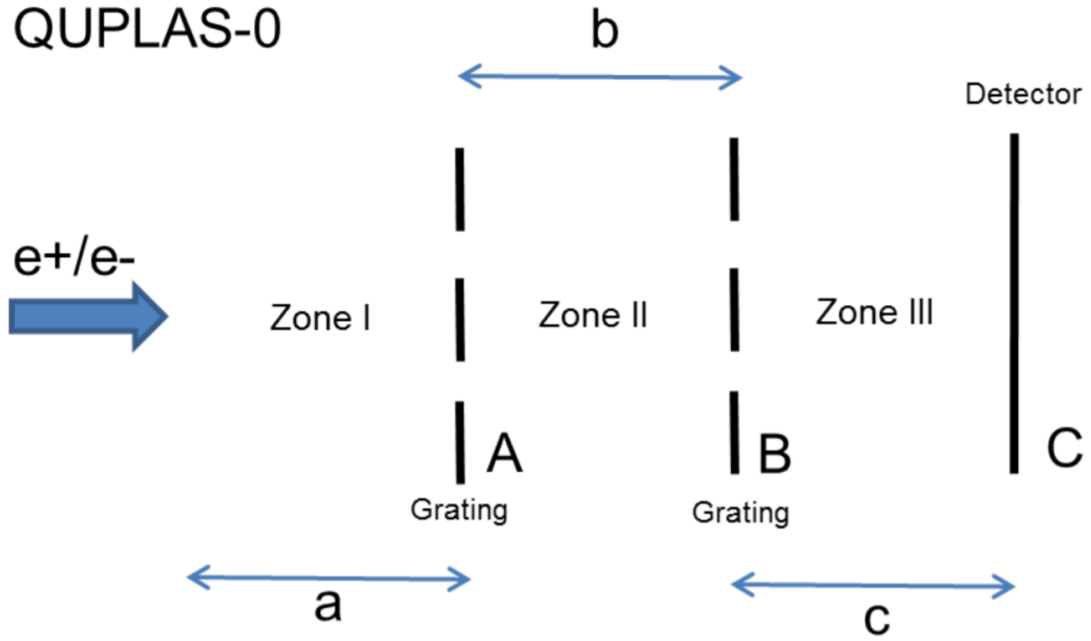 QUPLAS-0
b
Detector
e+/e-
Zone I
Zone II
Zone III
A
B
C
Grating
Grating
a
c